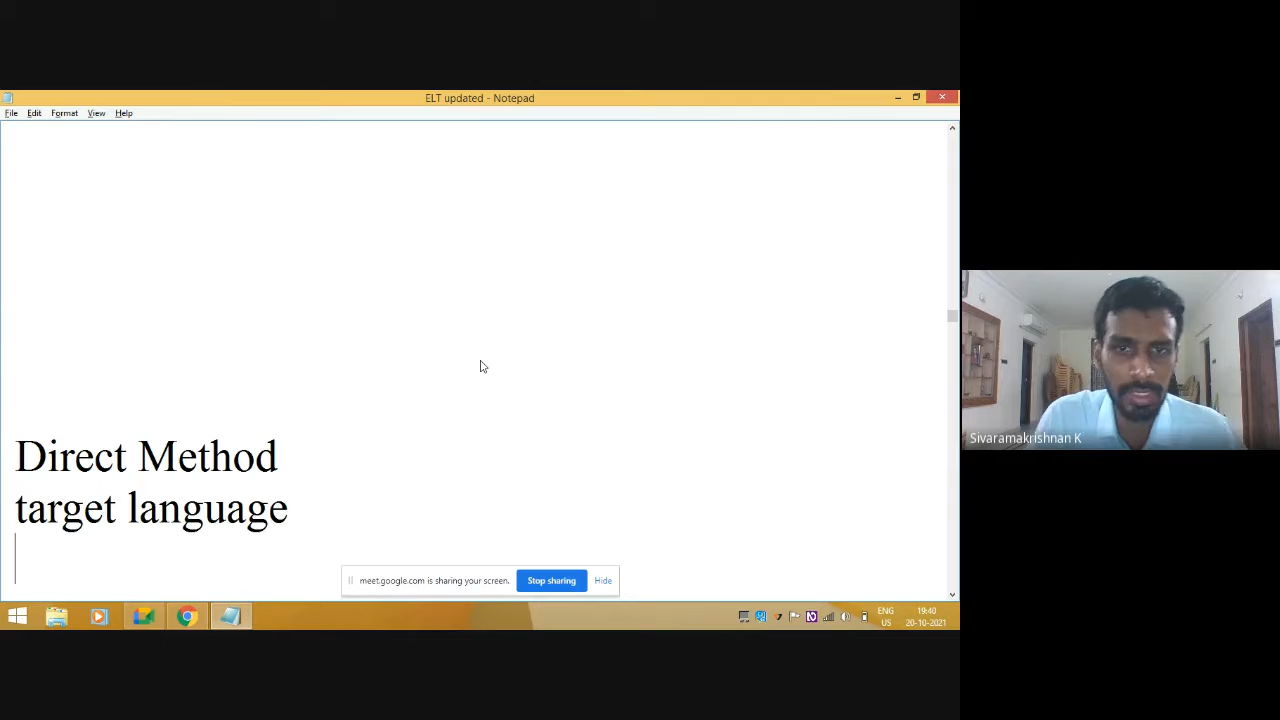 ELT updated - Notepad
File Edit Format View Help
Direct Method
target language
meet.google.com is sharing your screen. Stop sharing Hide
Sivaramakrishnan K
ENG 19:40
US 20-10-2021